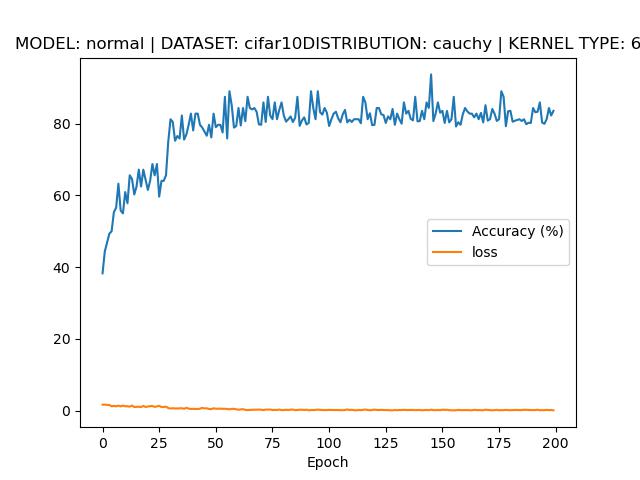 MODEL: normal | DATASET: cifar10DISTRIBUTION: cauchy | KERNEL TYPE: 6
80
60
40
20
0
Accuracy (%)
loss
0 25 50 75 100 125 150 175 200
Epoch